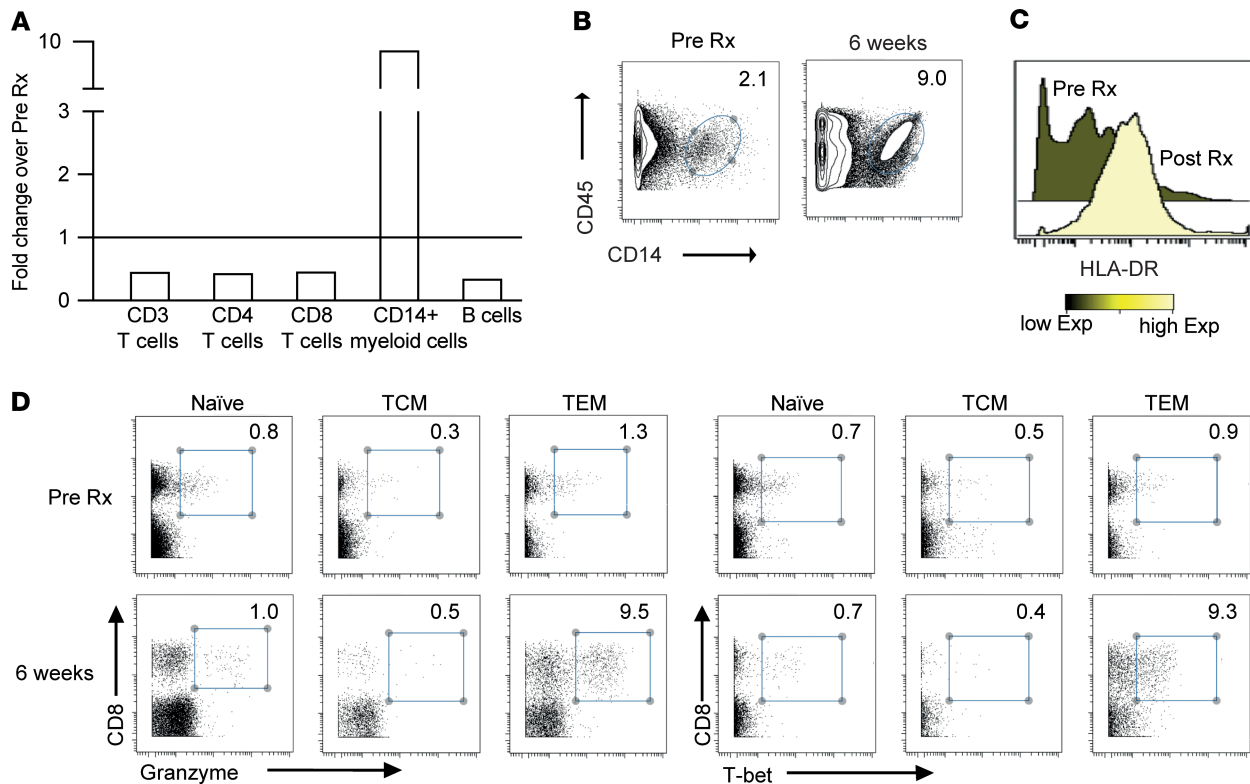 A
Fold change over Pre Rx
10
3
2
1
0
CD3
T cells
CD4
T cells
CD8
T cells
CD14+
myeloid cells
B cells
B
Pre Rx
6 weeks
2.1
9.0
CD45
CD14
C
Pre Rx
Post Rx
HLA-DR
low Exp
high Exp
D
Naïve
TCM
TEM
Naïve
TCM
TEM
Pre Rx
0.8
0.3
1.3
0.7
0.5
0.9
6 weeks
1.0
0.5
9.5
0.7
0.4
9.3
CD8
CD8
Granzyme
T-bet